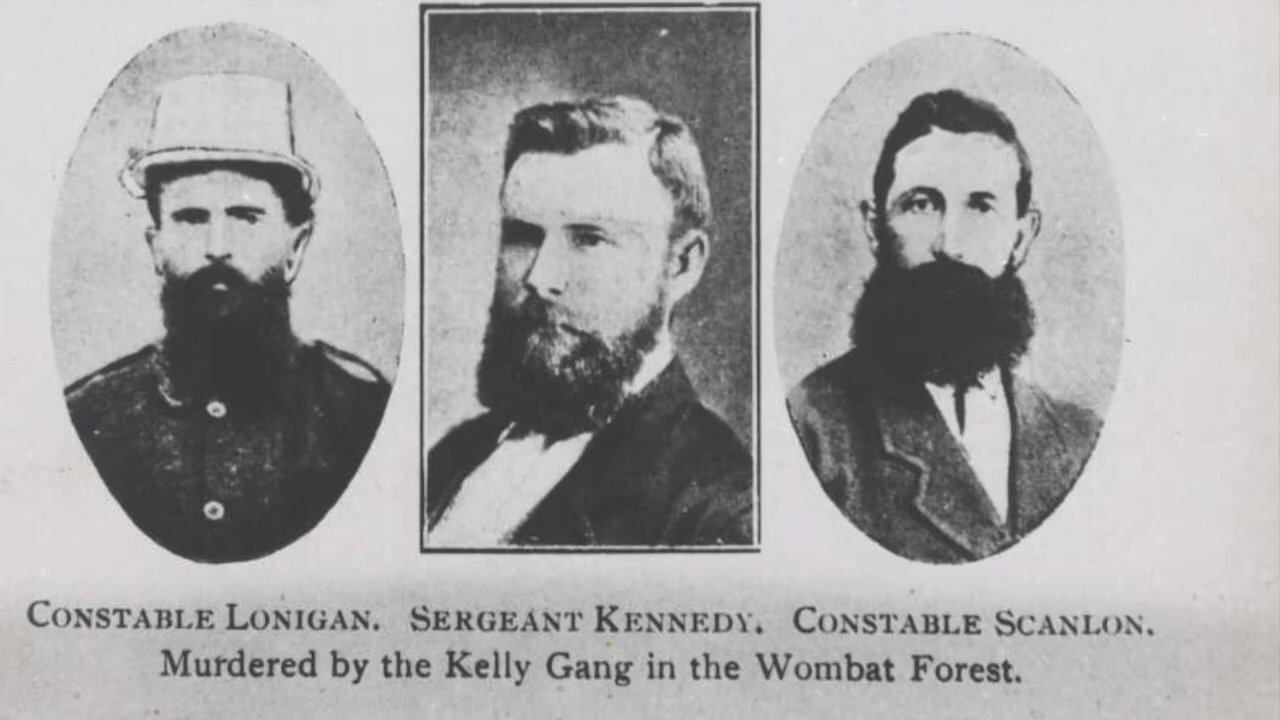 CONSTABLE LONIGAN. SERGEANT KENNEDY. CONSTABLE SCANLON.
Murdered by the Kelly Gang in the Wombat Forest.